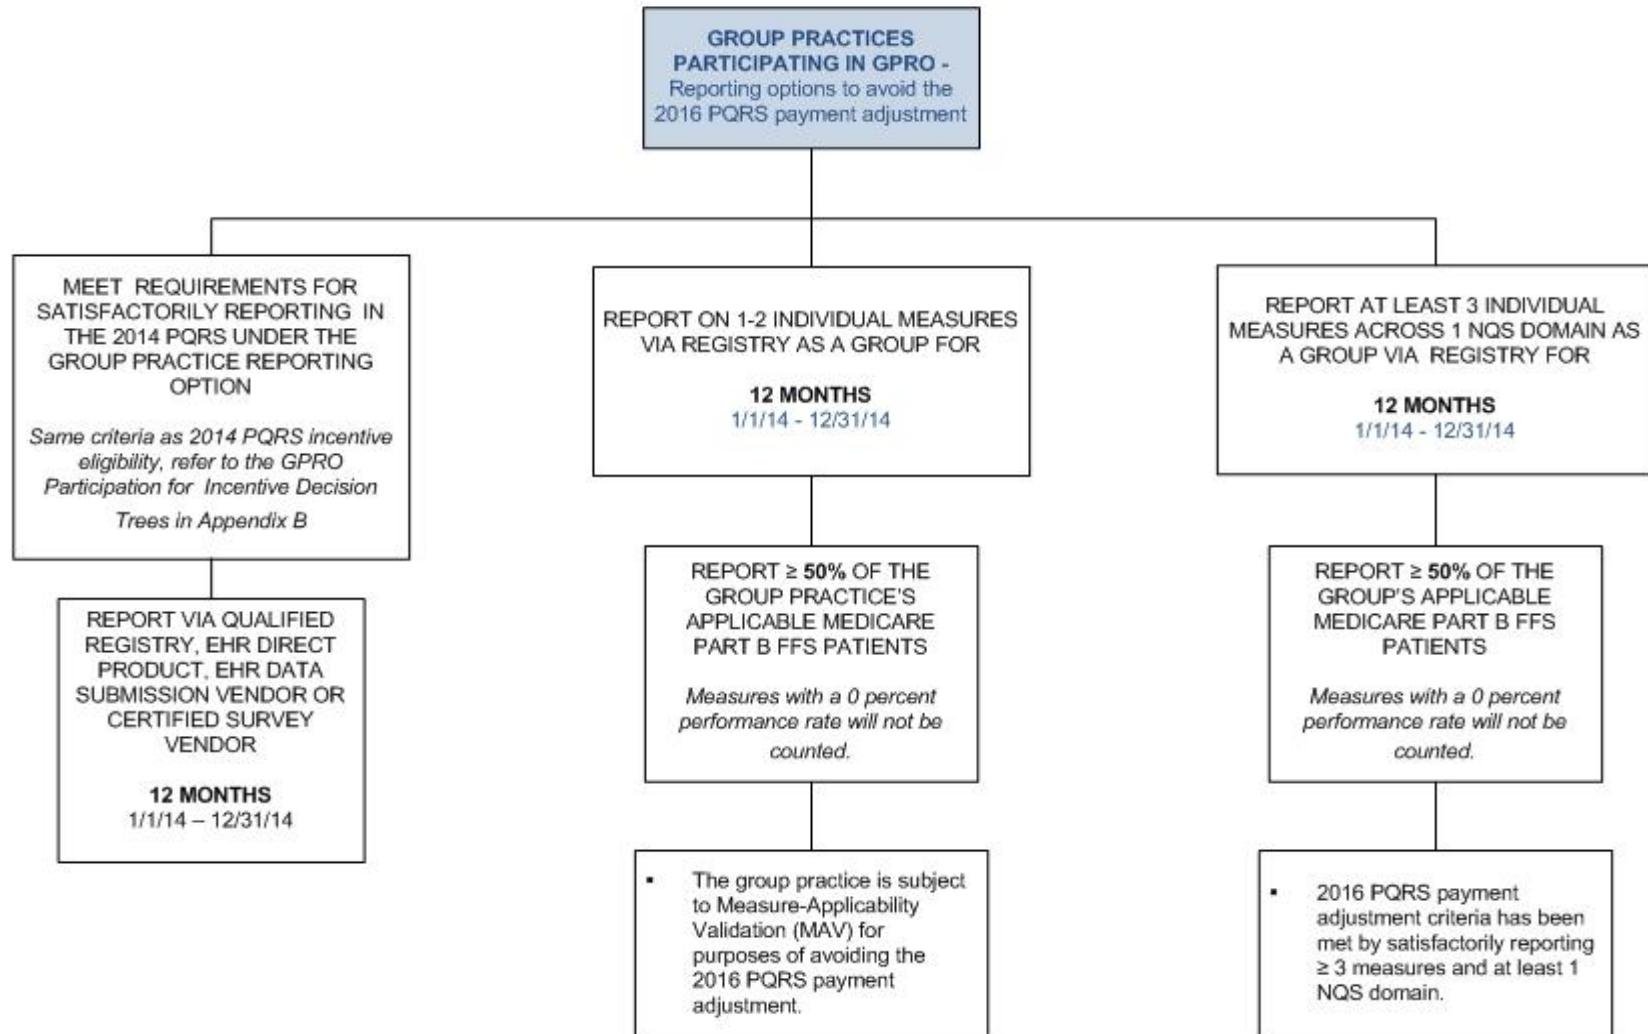 GROUP PRACTICES
PARTICIPATING IN GPRO -
Reporting options to avoid the
2016 PQRS payment adjustment
MEET REQUIREMENTS FOR
SATISFACTORILY REPORTING IN
THE 2014 PQRS UNDER THE
GROUP PRACTICE REPORTING
OPTION
Same criteria as 2014 PQRS incentive
eligibility, refer to the GPRO
Participation for Incentive Decision
Trees in Appendix B
REPORT VIA QUALIFIED
REGISTRY, EHR DIRECT
PRODUCT, EHR DATA
SUBMISSION VENDOR OR
CERTIFIED SURVEY
VENDOR
12 MONTHS
1/1/14 – 12/31/14
REPORT ON 1-2 INDIVIDUAL MEASURES
VIA REGISTRY AS A GROUP FOR
12 MONTHS
1/1/14 - 12/31/14
REPORT ≥ 50% OF THE
GROUP PRACTICE'S
APPLICABLE MEDICARE
PART B FFS PATIENTS
Measures with a 0 percent
performance rate will not be
counted.
▪ The group practice is subject
to Measure-Applicability
Validation (MAV) for
purposes of avoiding the
2016 PQRS payment
adjustment.
REPORT AT LEAST 3 INDIVIDUAL
MEASURES ACROSS 1 NQS DOMAIN AS
A GROUP VIA REGISTRY FOR
12 MONTHS
1/1/14 - 12/31/14
REPORT ≥ 50% OF THE
GROUP'S APPLICABLE
MEDICARE PART B FFS
PATIENTS
Measures with a 0 percent
performance rate will not be
counted.
▪ 2016 PQRS payment
adjustment criteria has been
met by satisfactorily reporting
≥ 3 measures and at least 1
NQS domain.